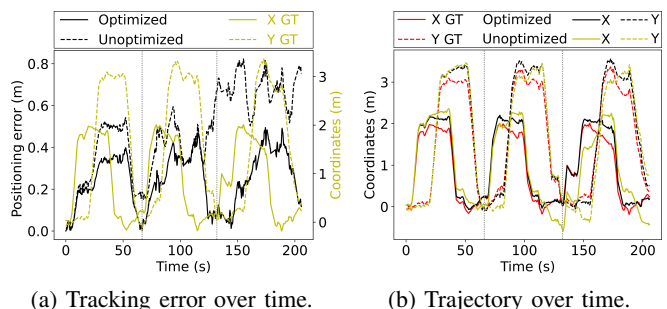 Optimized X GT
Unoptimized Y GT
0.8
0.6
0.4
0.2
0.0
Positioning error (m)
3
2
1
0
Coordinates (m)
0 50 100 150 200
Time (s)
(a) Tracking error over time.
X GT Optimized X Y
Y GT Unoptimized X Y
3
2
1
0
Coordinates (m)
0 50 100 150 200
Time (s)
(b) Trajectory over time.